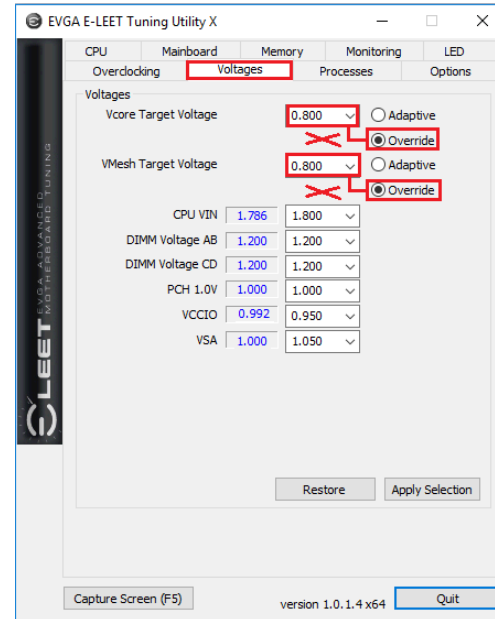 EVGA E-LEET Tuning Utility X
CPU Mainboard Memory Monitoring LED
Overclocking Voltages Processes Options
Voltages
Vcore Target Voltage 0.800 Adaptive
Override
VMesh Target Voltage 0.800 Adaptive
Override
CPU VIN 1.786 1.800
DIMM Voltage AB 1.200 1.200
DIMM Voltage CD 1.200 1.200
PCH 1.0V 1.000 1.000
VCCIO 0.992 0.950
VSA 1.000 1.050
Restore Apply Selection
Capture Screen (F5) version 1.0.1.4 x64 Quit
ELEET EVGA ADVANCED
MOTHERBOARD TUNING